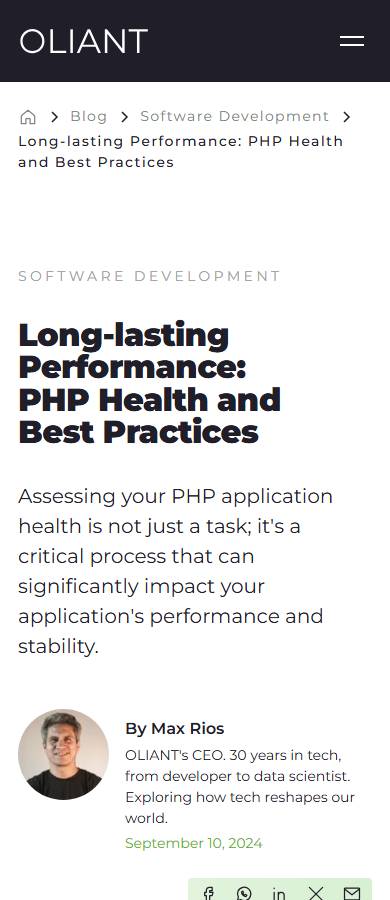 OLIANT
Blog
Software Development
Long-lasting Performance: PHP Health
and Best Practices
SOFTWARE DEVELOPMENT
Long-lasting
Performance:
PHP Health and
Best Practices
Assessing your PHP application
health is not just a task; it's a
critical process that can
significantly impact your
application's performance and
stability.
By Max Rios
OLIANT's CEO. 30 years in tech,
from developer to data scientist.
Exploring how tech reshapes our
world.
September 10, 2024